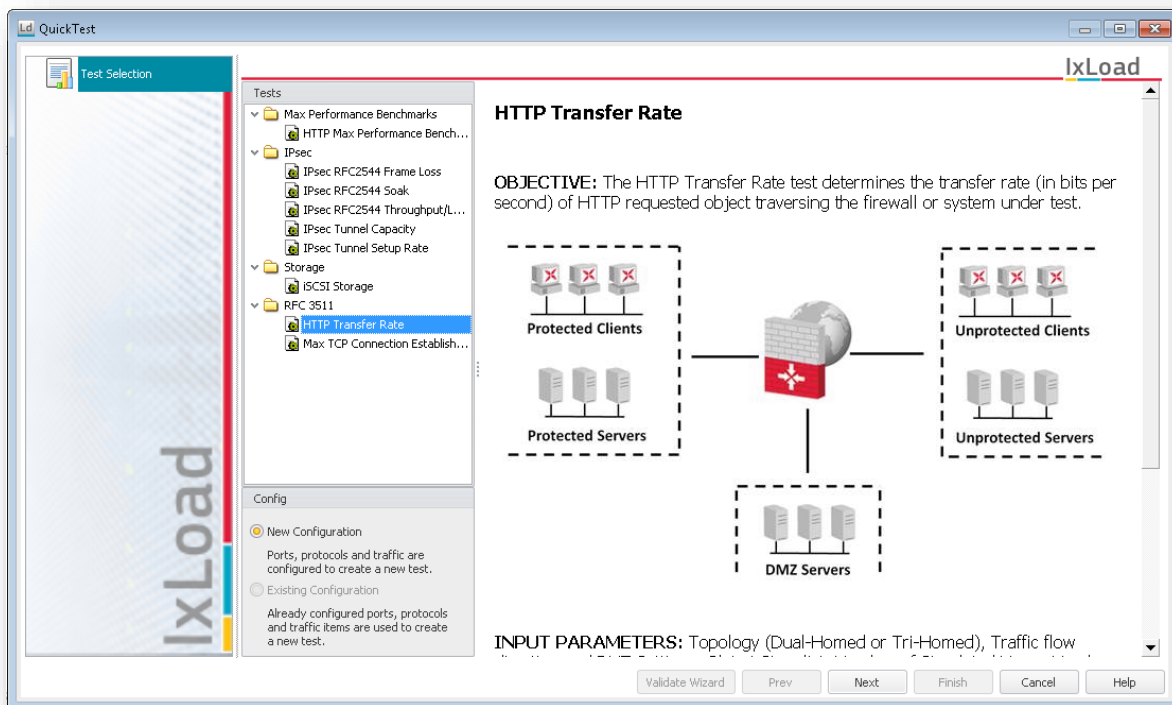 Ld QuickTest
Test Selection
IxLoad
Tests
Max Performance Benchmarks
HTTP Max Performance Bench...
IPsec
IPsec RFC2544 Frame Loss
IPsec RFC2544 Soak
IPsec RFC2544 Throughput/L...
IPsec Tunnel Capacity
IPsec Tunnel Setup Rate
Storage
iSCSI Storage
RFC 3511
HTTP Transfer Rate
Max TCP Connection Establish...
Config
New Configuration
Ports, protocols and traffic are
configured to create a new test.
Existing Configuration
Already configured ports, protocols
and traffic items are used to create
a new test.
IxLoad
HTTP Transfer Rate
OBJECTIVE: The HTTP Transfer Rate test determines the transfer rate (in bits per
second) of HTTP requested object traversing the firewall or system under test.
Protected Clients
Protected Servers
Unprotected Clients
Unprotected Servers
DMZ Servers
INPUT PARAMETERS: Topology (Dual-Homed or Tri-Homed), Traffic flow
Validate Wizard
Prev
Next
Finish
Cancel
Help